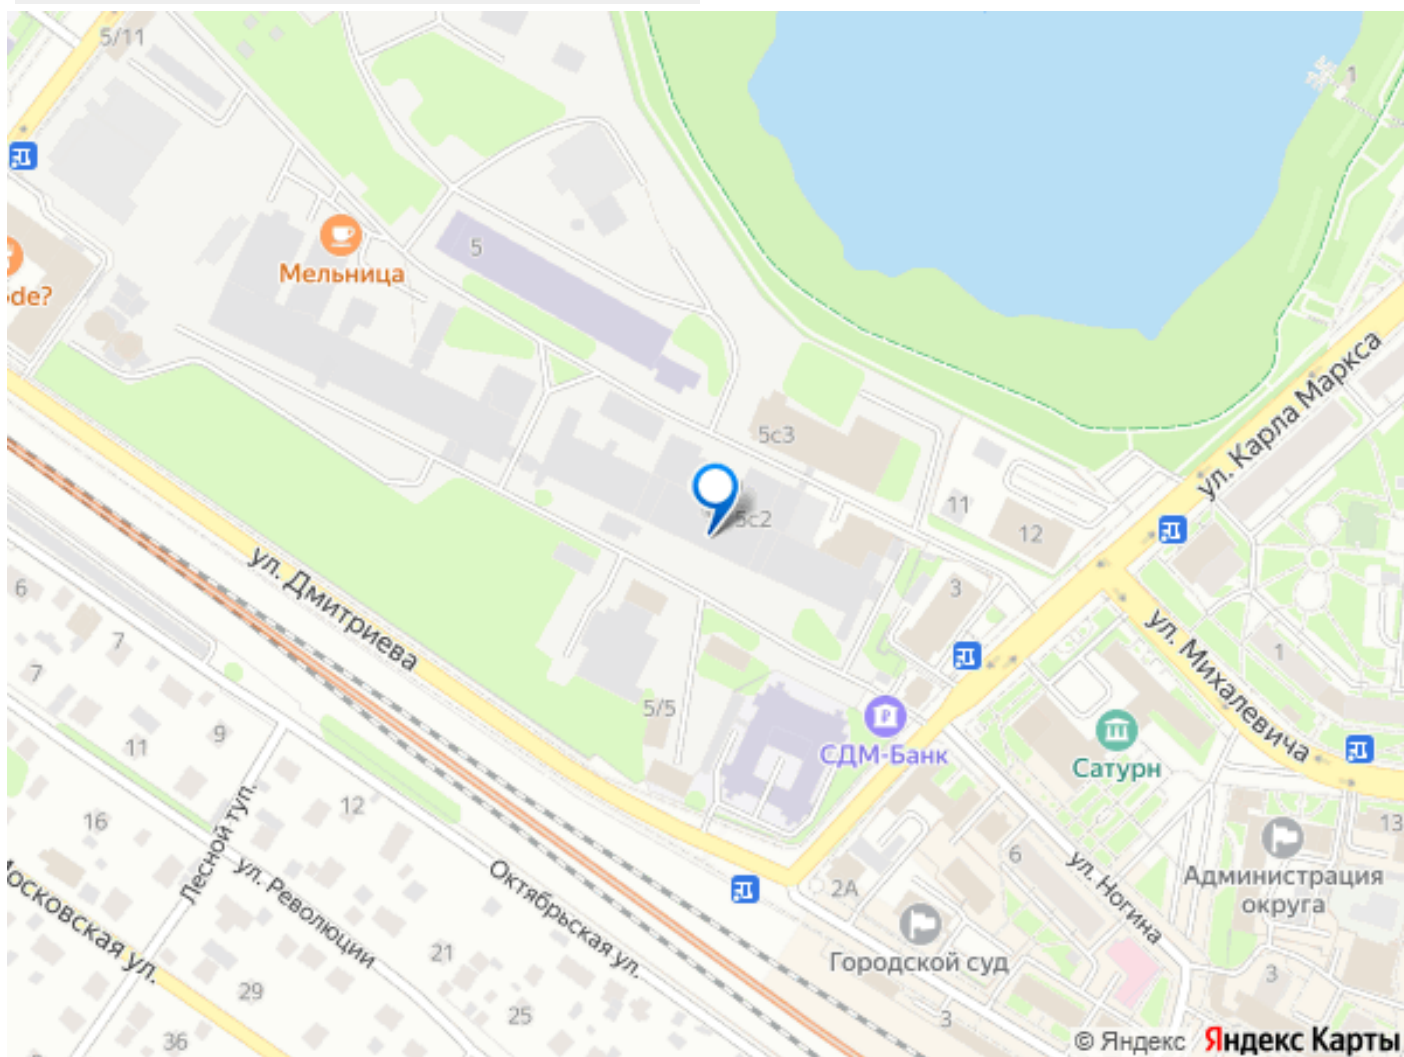 5/11
1
5
Мельница
ode?
ул. Карла Маркса
5с3
5с2
11
12
3
ул. Дмитриева
ул. Михалевича
1
6
7
7
5/5
СДМ-Банк
Сатурн
9
11
12
16
Лесной туп.
ул. Революции
Октябрьская ул.
Московская ул.
2А
6
ул. Ногина
13
Администрация
округа
Городской суд
21
29
25
36
3
3
© Яндекс Яндекс Карты